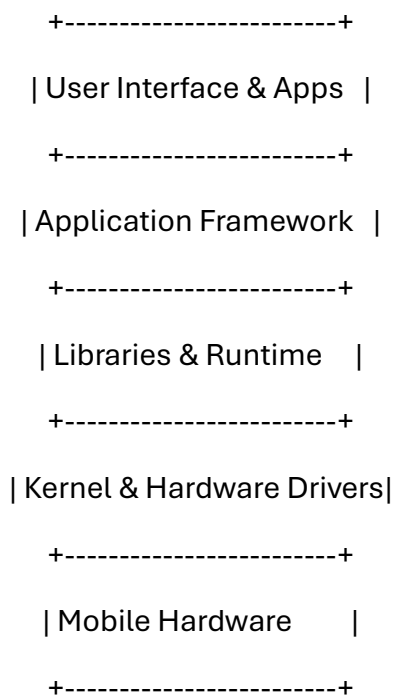 +-------------------------+
| User Interface & Apps |
+-------------------------+
| Application Framework |
+-------------------------+
| Libraries & Runtime |
+-------------------------+
| Kernel & Hardware Drivers|
+-------------------------+
| Mobile Hardware |
+-------------------------+